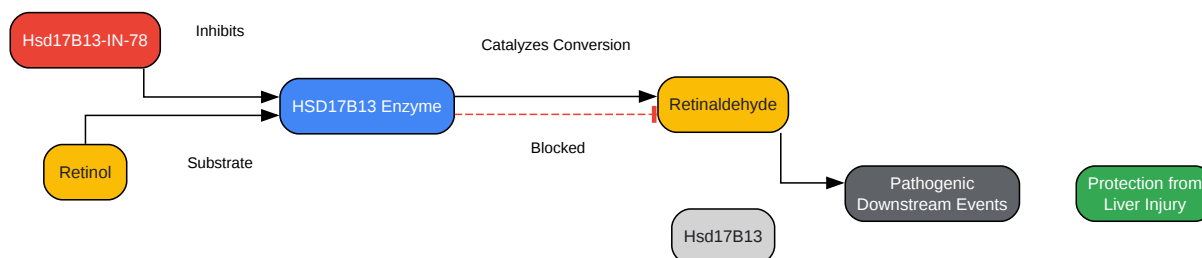 Hsd17B13-IN-78
Inhibits
Catalyzes Conversion
HSD17B13 Enzyme
Retinaldehyde
Retinol
Substrate
Blocked
Pathogenic
Downstream Events
Protection from
Liver Injury
Hsd17B13